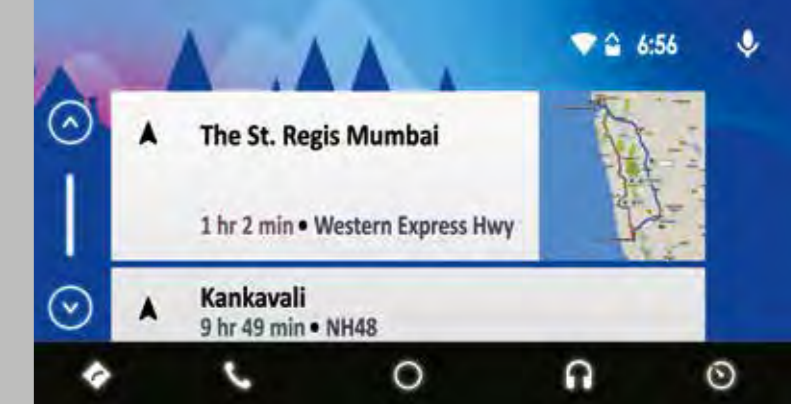 6:56
The St. Regis Mumbai
1 hr 2 min • Western Express Hwy
Kankavali
9 hr 49 min • NH48